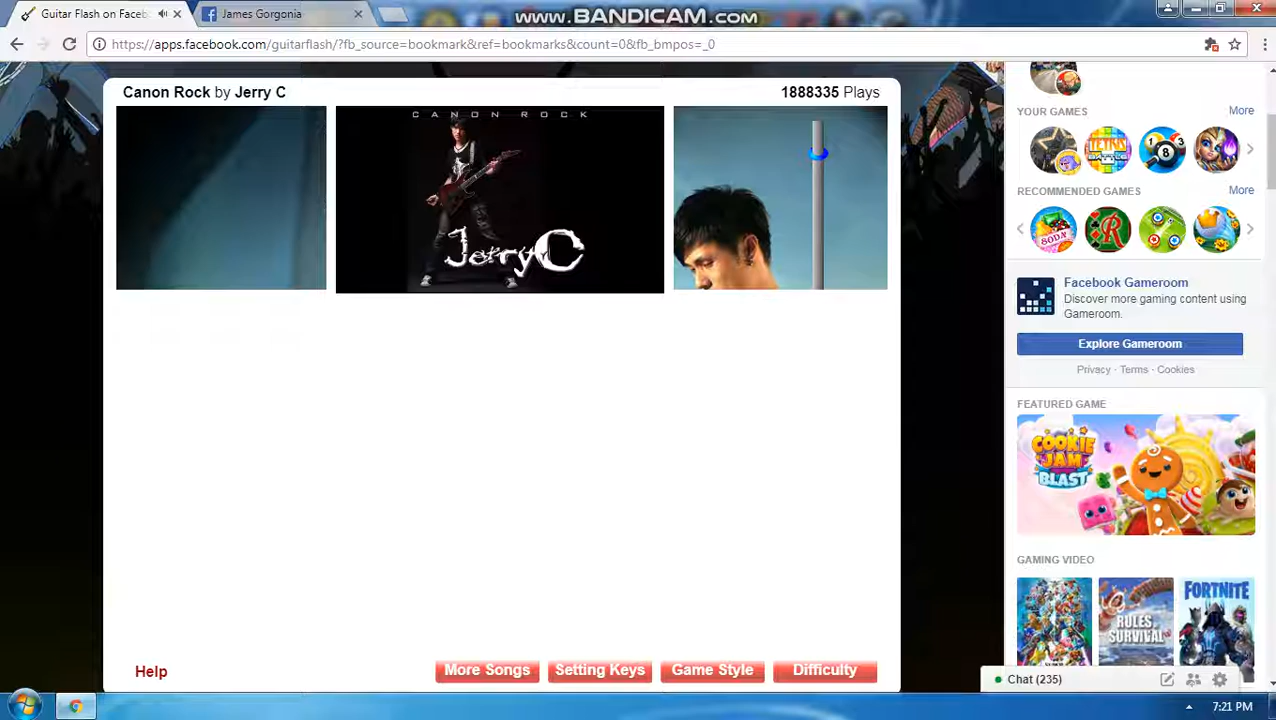 www.BANDICAM.com
Guitar Flash on Faceb
James Gorgonia
https://apps.facebook.com/guitarflash/?fb_source=bookmark&ref=bookmarks&count=0&fb_bmpos=_0
Canon Rock by Jerry C
1888335 Plays
CANON ROCK
JerryC
Help
More Songs
Setting Keys
Game Style
Difficulty
YOUR GAMES
More
RECOMMENDED GAMES
More
SODA
Facebook Gameroom
Discover more gaming content using
Gameroom.
Explore Gameroom
Privacy · Terms · Cookies
FEATURED GAME
COOKIE
JAM
BLAST
GAMING VIDEO
RULES
SURVIVAL
FORTNITE
Chat (235)
7:21 PM